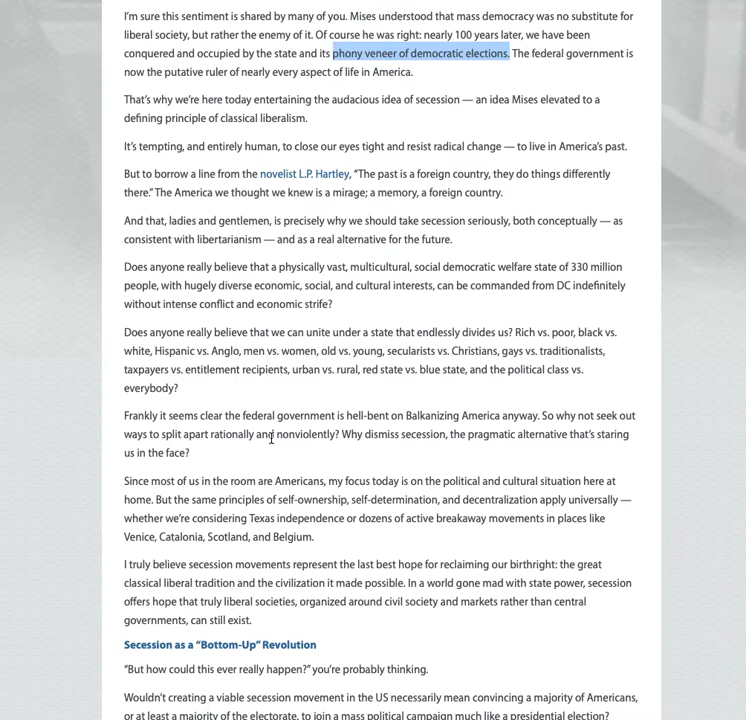 I'm sure this sentiment is shared by many of you. Mises understood that mass democracy was no substitute for
liberal society, but rather the enemy of it. Of course he was right: nearly 100 years later, we have been
conquered and occupied by the state and its phony veneer of democratic elections. The federal government is
now the putative ruler of nearly every aspect of life in America.
That's why we're here today entertaining the audacious idea of secession — an idea Mises elevated to a
defining principle of classical liberalism.
It's tempting, and entirely human, to close our eyes tight and resist radical change — to live in America's past.
But to borrow a line from the novelist L.P. Hartley, “The past is a foreign country, they do things differently
there.” The America we thought we knew is a mirage; a memory, a foreign country.
And that, ladies and gentlemen, is precisely why we should take secession seriously, both conceptually — as
consistent with libertarianism — and as a real alternative for the future.
Does anyone really believe that a physically vast, multicultural, social democratic welfare state of 330 million
people, with hugely diverse economic, social, and cultural interests, can be commanded from DC indefinitely
without intense conflict and economic strife?
Does anyone really believe that we can unite under a state that endlessly divides us? Rich vs. poor, black vs.
white, Hispanic vs. Anglo, men vs. women, old vs. young, secularists vs. Christians, gays vs. traditionalists,
taxpayers vs. entitlement recipients, urban vs. rural, red state vs. blue state, and the political class vs.
everybody?
Frankly it seems clear the federal government is hell-bent on Balkanizing America anyway. So why not seek out
ways to split apart rationally and nonviolently? Why dismiss secession, the pragmatic alternative that's staring
us in the face?
Since most of us in the room are Americans, my focus today is on the political and cultural situation here at
home. But the same principles of self-ownership, self-determination, and decentralization apply universally —
whether we're considering Texas independence or dozens of active breakaway movements in places like
Venice, Catalonia, Scotland, and Belgium.
I truly believe secession movements represent the last best hope for reclaiming our birthright: the great
classical liberal tradition and the civilization it made possible. In a world gone mad with state power, secession
offers hope that truly liberal societies, organized around civil society and markets rather than central
governments, can still exist.
Secession as a “Bottom-Up” Revolution
“But how could this ever really happen?” you're probably thinking.
Wouldn't creating a viable secession movement in the US necessarily mean convincing a majority of Americans,
or at least a majority of the electorate, to join a mass political campaign much like a presidential election?